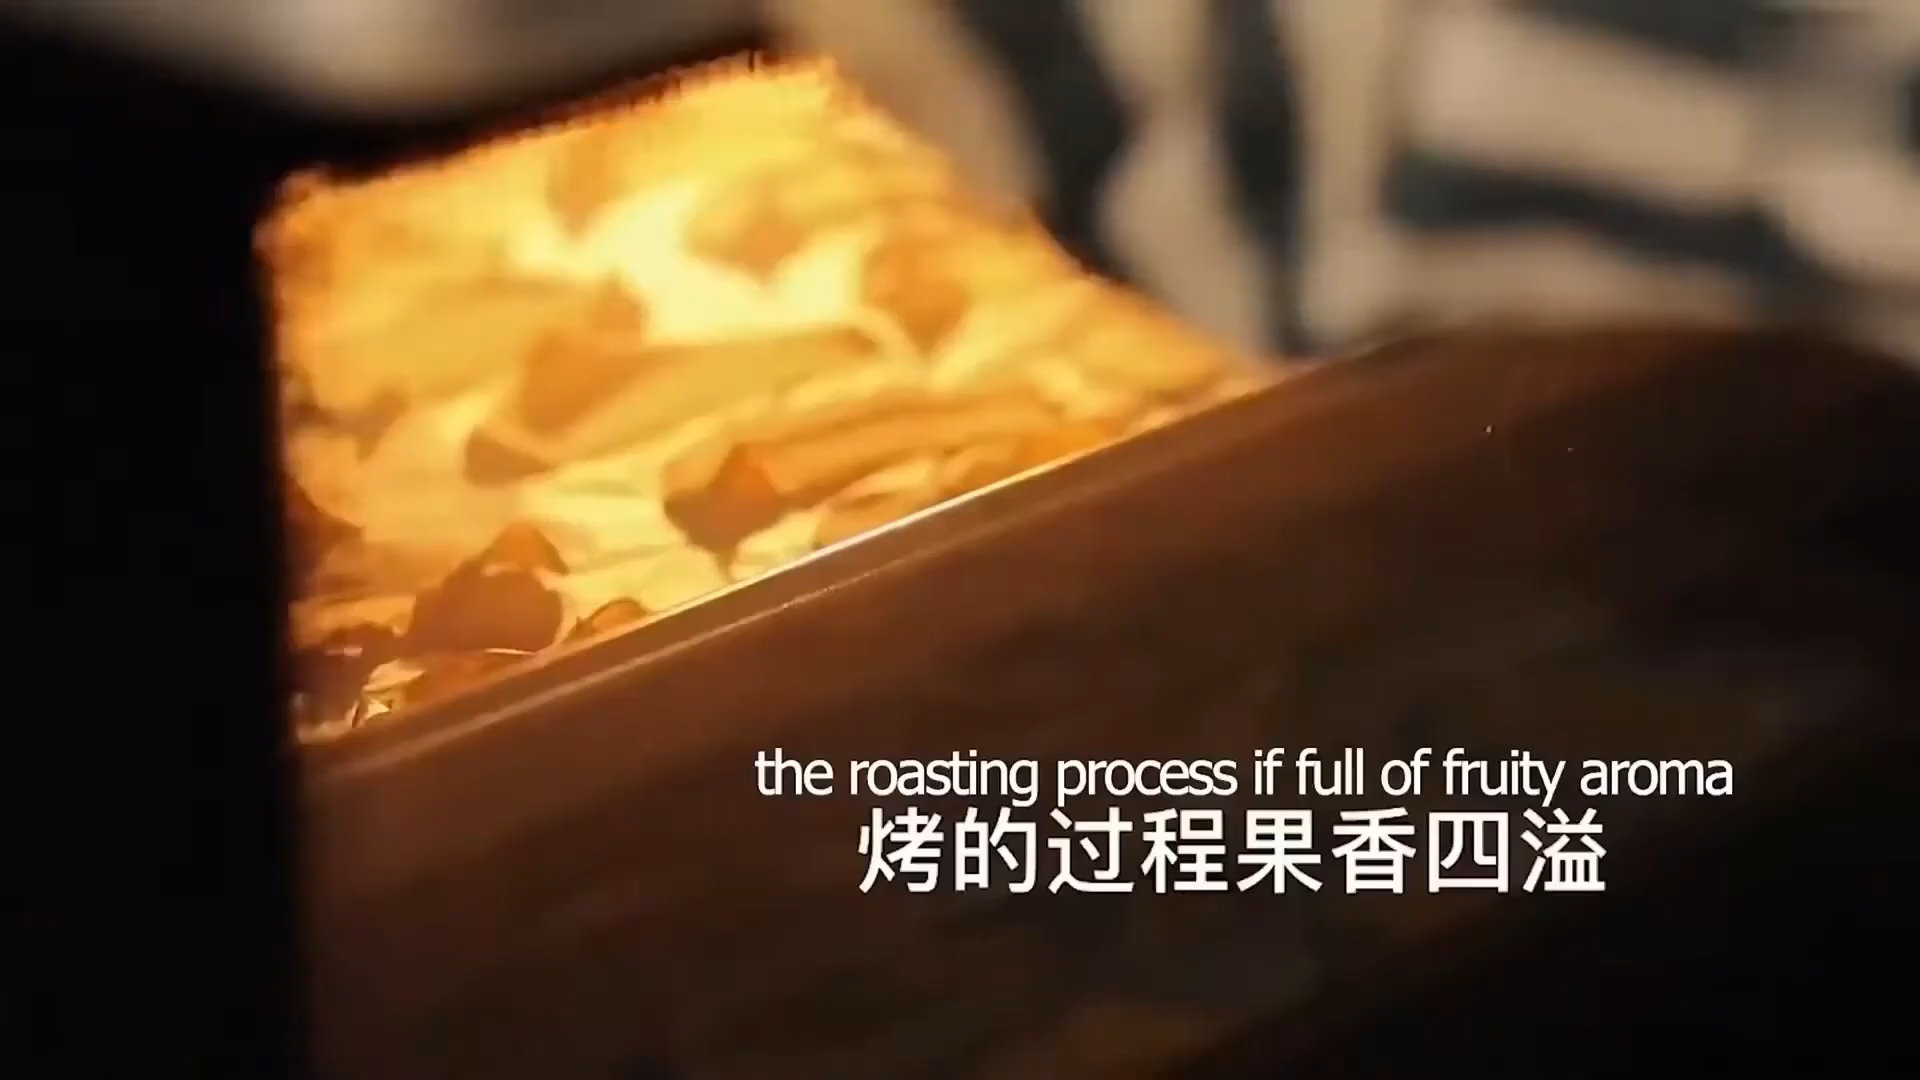 the roasting process if full of fruity aroma
烤的过程果香四溢